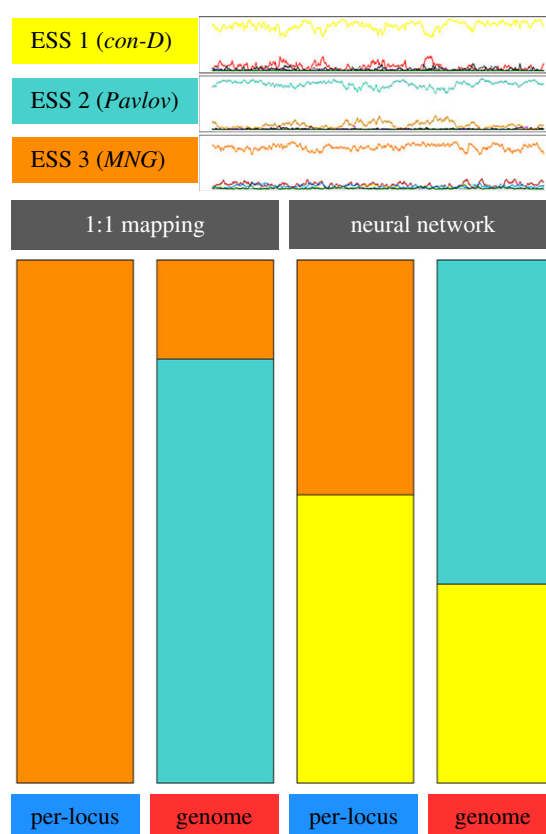 ESS 1 (con-D)
ESS 2 (Pavlov)
ESS 3 (MNG)
1:1 mapping
neural network
per-locus
genome
per-locus
genome